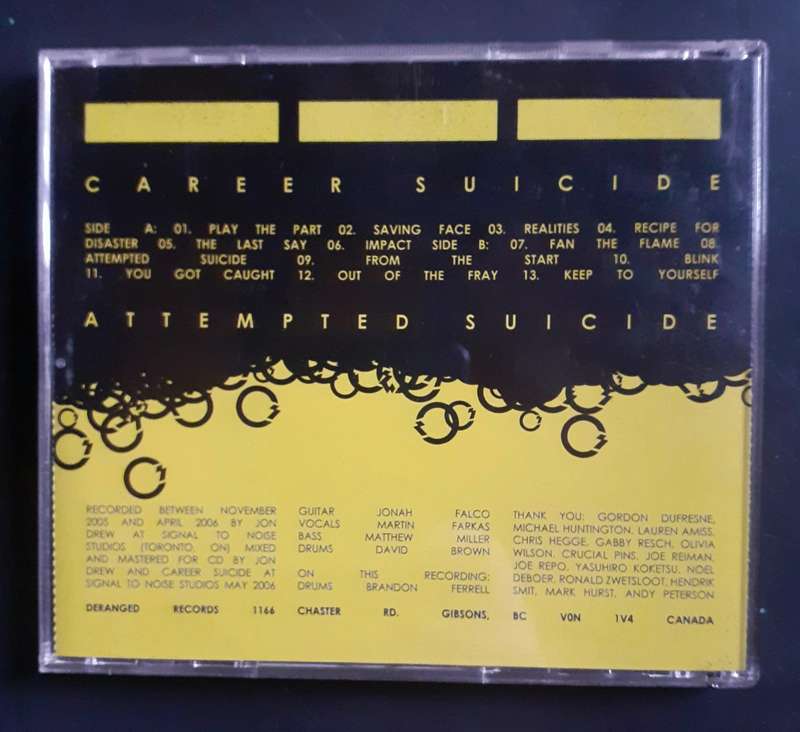 CAREER SUICIDE
SIDE A: 01. PLAY THE PART 02. SAVING FACE 03. REALITIES 04. RECIPE FOR
DISASTER 05. THE LAST SAY 06. IMPACT SIDE B: 07. FAN THE FLAME 08.
ATTEMPTED SUICIDE 09. FROM THE START 10. BLINK
11. YOU GOT CAUGHT 12. OUT OF THE FRAY 13. KEEP TO YOURSELF
ATTEMPTED SUICIDE
RECORDED BETWEEN NOVEMBER
2005 AND APRIL 2006 BY JON
DREW AT SIGNAL TO NOISE
STUDIOS (TORONTO, ON) MIXED
AND MASTERED FOR CD BY JON
DREW AND CAREER SUICIDE AT
SIGNAL TO NOISE STUDIOS MAY 2006
GUITAR JONAH FALCO
VOCALS MARTIN FARKAS
BASS MATTHEW MILLER
DRUMS DAVID BROWN
ON THIS RECORDING:
DRUMS BRANDON FERRELL
THANK YOU: GORDON DUFRESNE,
MICHAEL HUNTINGTON, LAUREN AMISS,
CHRIS HEGGE, GABBY RESCH, OLIVIA
WILSON, CRUCIAL PINS, JOE REIMAN,
JOE REPO, YASUHIRO KOKETSU, NOEL
DEBOER, RONALD ZWETSLOOT, HENDRIK
SMIT, MARK HURST, ANDY PETERSON
DERANGED RECORDS 1166 CHASTER RD. GIBSONS, BC V0N 1V4 CANADA